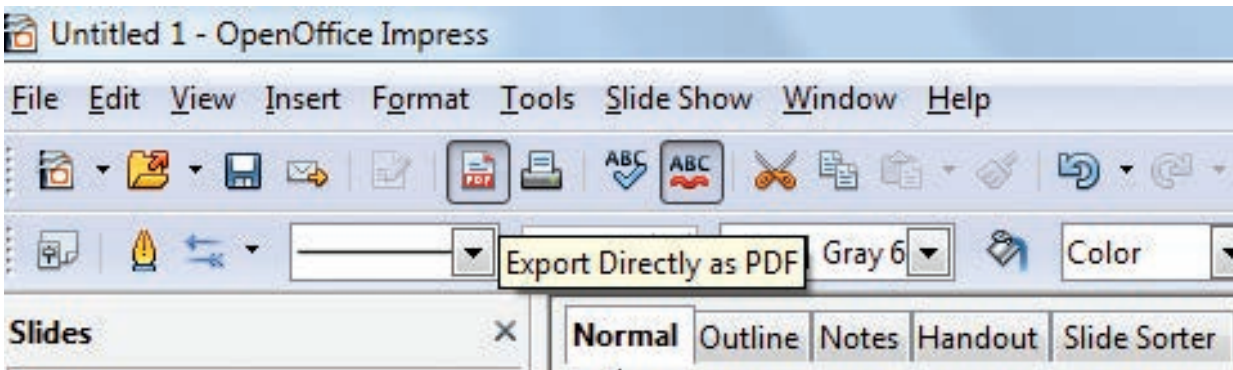 Untitled 1 - OpenOffice Impress
File Edit View Insert Format Tools Slide Show Window Help
PDF ABC ABC
Export Directly as PDF Gray 6 Color
Slides Normal Outline Notes Handout Slide Sorter